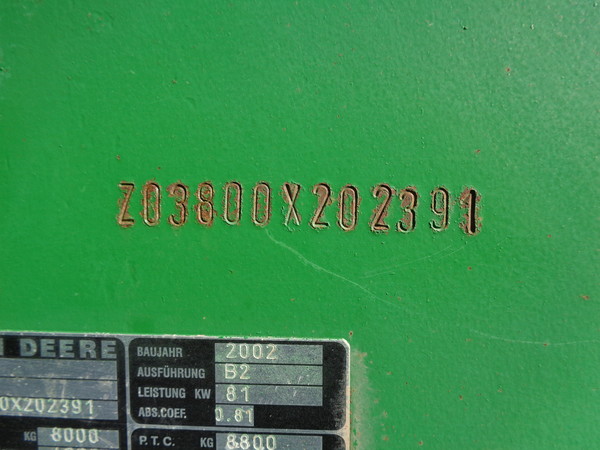 Z03800X202391
DEERE
BAUJAHR 2002
AUSFÜHRUNG B2
0X202391
LEISTUNG KW 81
ABS.COEF. 0.81
KG 8000
P.T.C. KG 8800